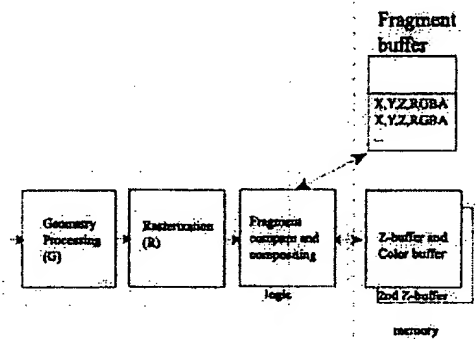 Fragment
buffer
X,Y,Z,RGBA
X,Y,Z,RGBA
...
Geometry
Processing
(G)
Rasterization
(R)
Fragment
compare and
compositing
Z-buffer and
Color buffer
logic
2nd Z-buffer
memory